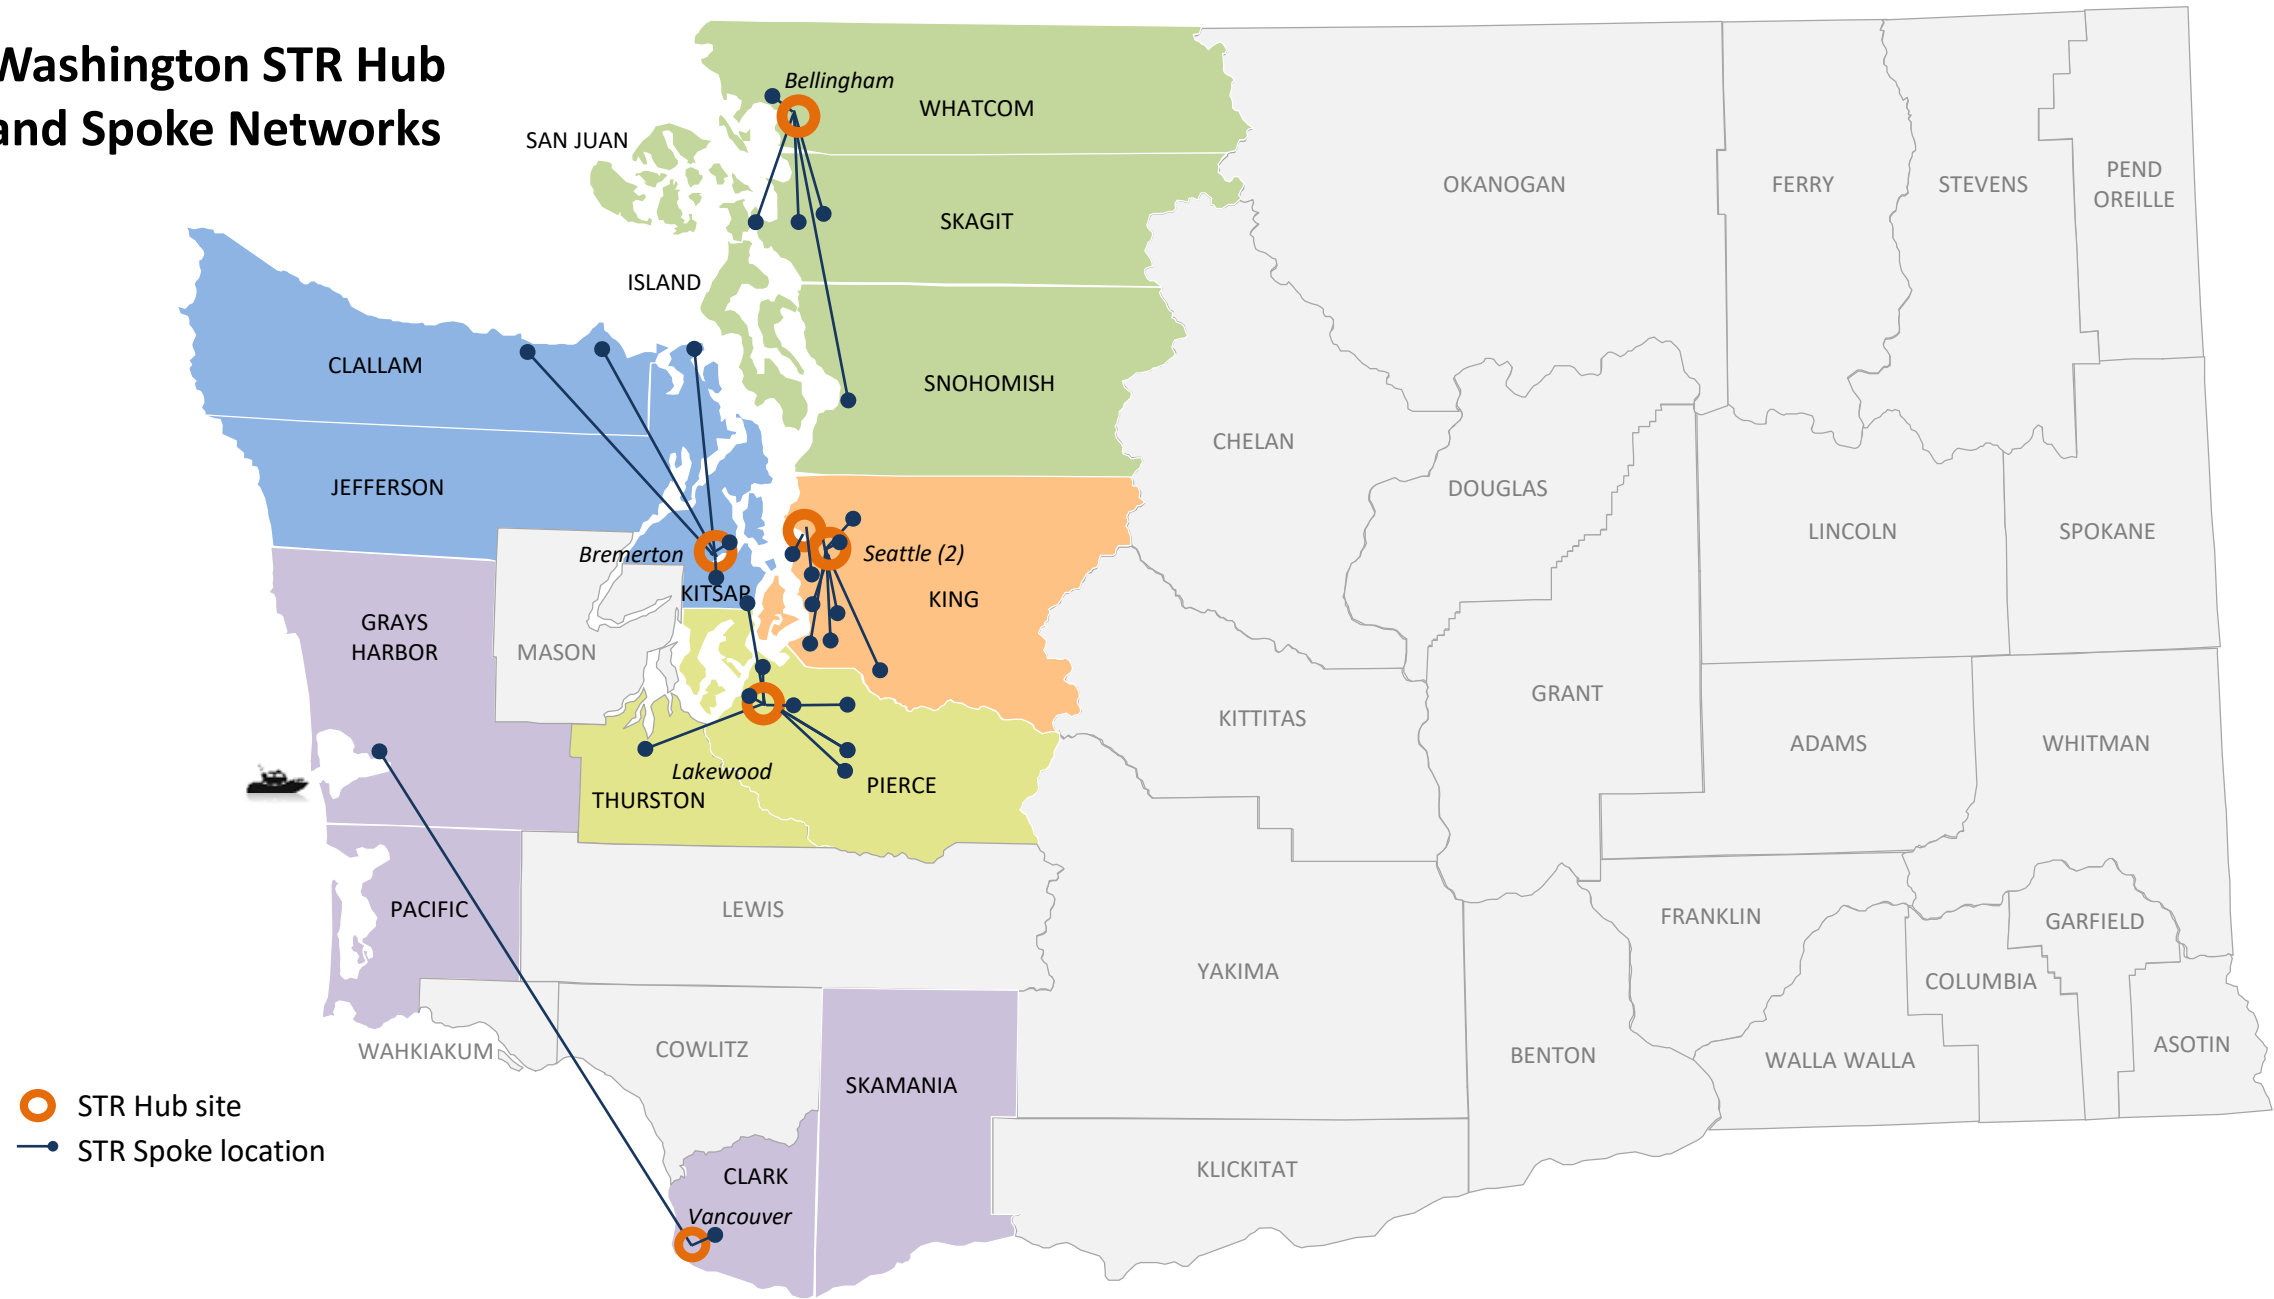 Washington STR Hub
and Spoke Networks
Bellingham
WHATCOM
SAN JUAN
SKAGIT
ISLAND
SNOHOMISH
CLALLAM
JEFFERSON
Bremerton
KITSAP
Seattle (2)
KING
GRAYS
HARBOR
MASON
Lakewood
THURSTON
PIERCE
PACIFIC
LEWIS
WAHKIAKUM
COWLITZ
SKAMANIA
CLARK
Vancouver
OKANOGAN
FERRY
STEVENS
PEND
OREILLE
CHELAN
DOUGLAS
LINCOLN
SPOKANE
KITTITAS
GRANT
ADAMS
WHITMAN
YAKIMA
FRANKLIN
GARFIELD
COLUMBIA
BENTON
WALLA WALLA
ASOTIN
KLICKITAT
STR Hub site
STR Spoke location